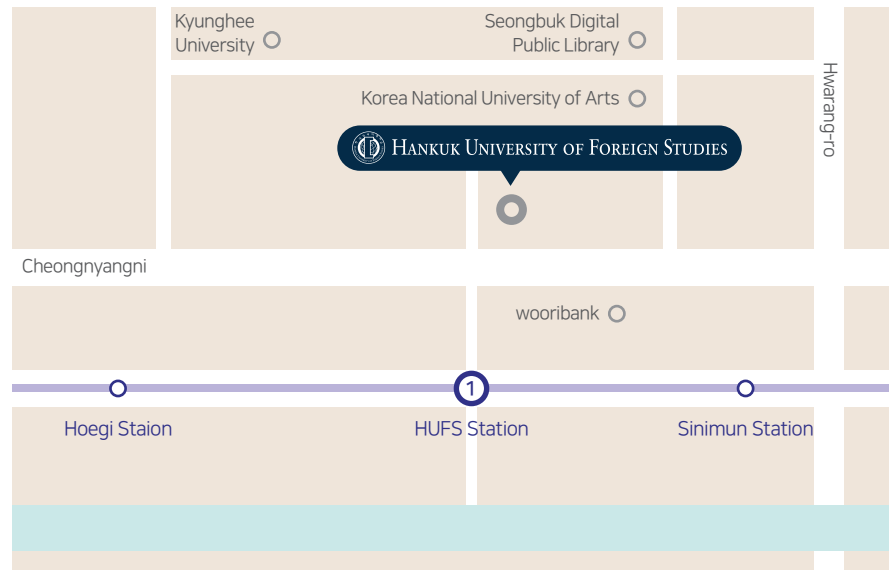 Kyunghee
University
Seongbuk Digital
Public Library
Korea National University of Arts
HANKUK UNIVERSITY OF FOREIGN STUDIES
Hwarang-ro
Cheongnyangni
wooribank
1
Hoegi Staion
HUFS Station
Sinimun Station